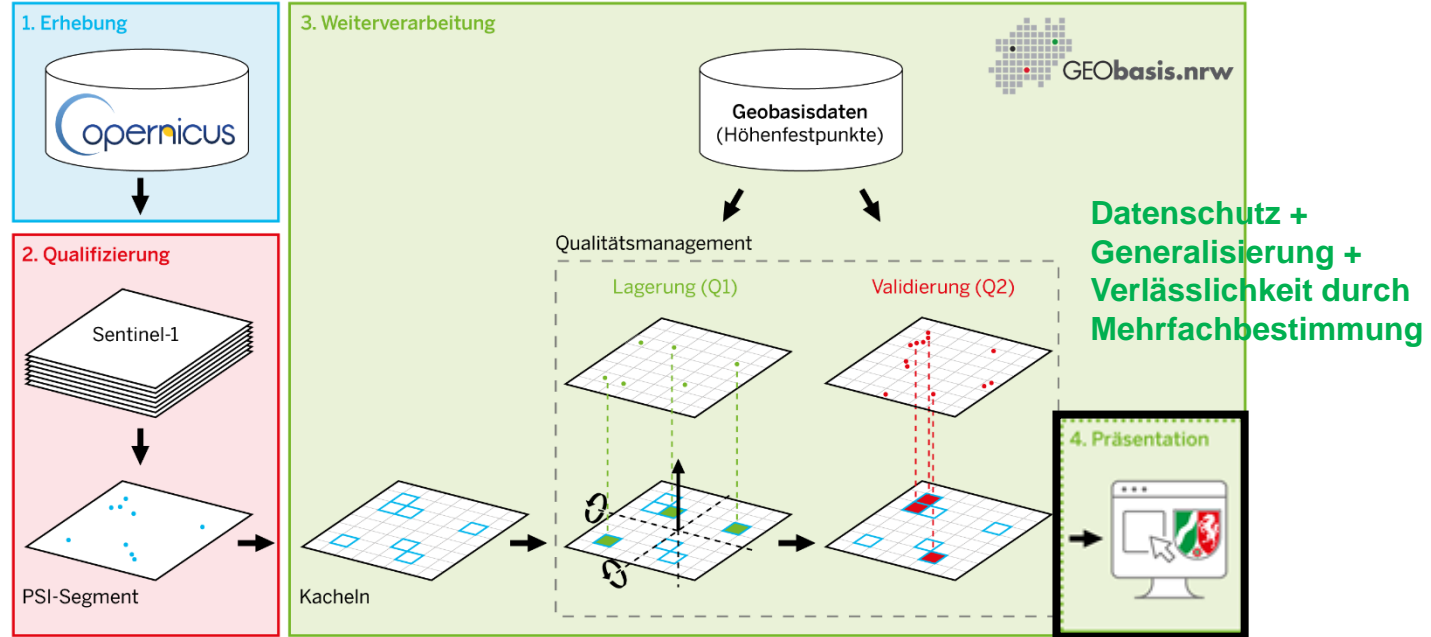 1. Erhebung
Copernicus
2. Qualifizierung
Sentinel-1
PSI-Segment
3. Weiterverarbeitung
GEObasis.nrw
Geobasisdaten
(Höhenfestpunkte)
Qualitätsmanagement
Lagerung (Q1)
Validierung (Q2)
Kacheln
Datenschutz +
Generalisierung +
Verlässlichkeit durch
Mehrfachbestimmung
4. Präsentation